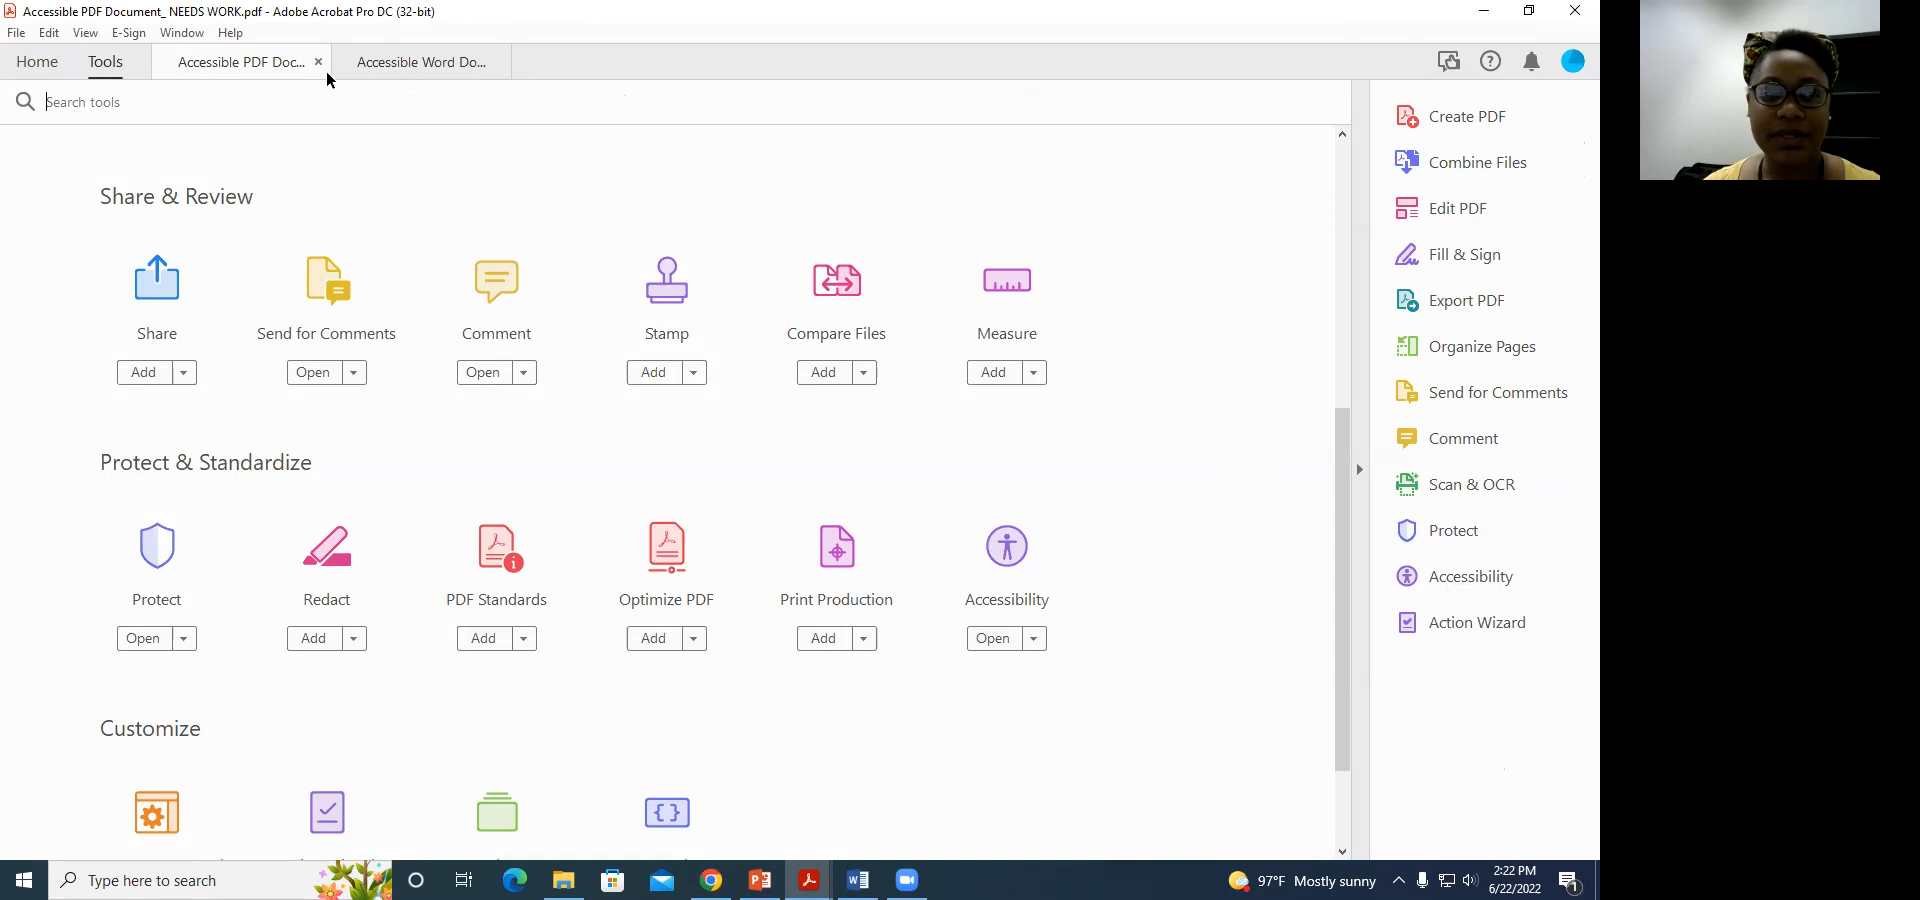 Accessible PDF Document_ NEEDS WORK.pdf - Adobe Acrobat Pro DC (32-bit)
File Edit View E-Sign Window Help
Home Tools Accessible PDF Doc... × Accessible Word Do...
Search tools
Share & Review
Share Send for Comments Comment Stamp Compare Files Measure
Add Open Open Add Add Add
Protect & Standardize
Protect Redact PDF Standards Optimize PDF Print Production Accessibility
Open Add Add Add Add Open
Customize
Create PDF
Combine Files
Edit PDF
Fill & Sign
Export PDF
Organize Pages
Send for Comments
Comment
Scan & OCR
Protect
Accessibility
Action Wizard
Type here to search
97°F Mostly sunny
2:22 PM
6/22/2022
1